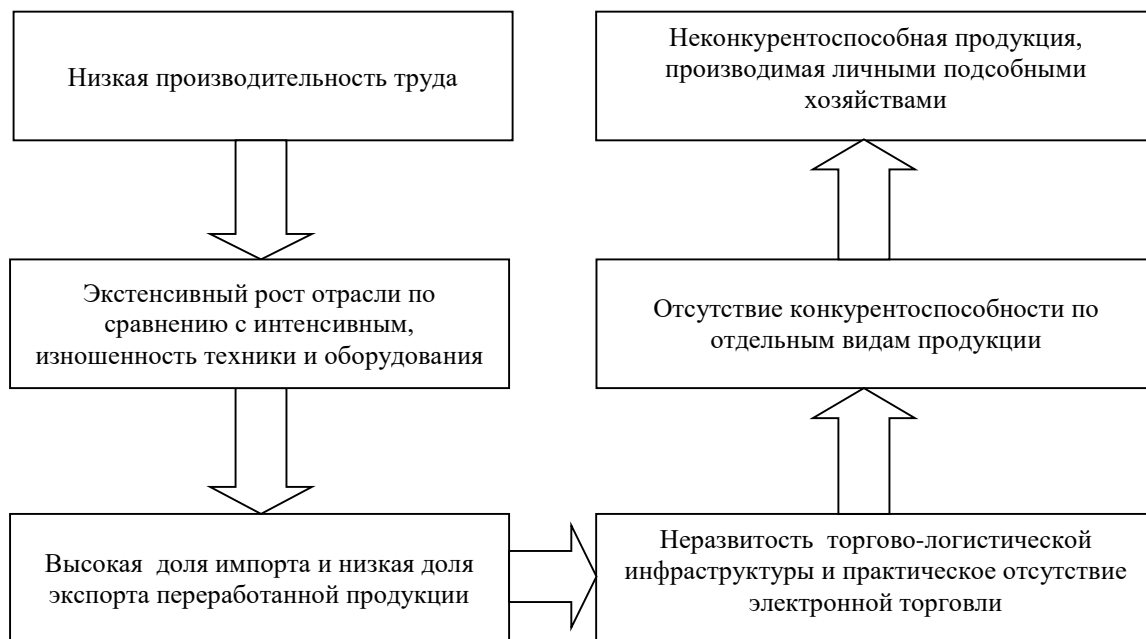 Низкая производительность труда
Экстенсивный рост отрасли по
сравнению с интенсивным,
изношенность техники и оборудования
Высокая доля импорта и низкая доля
экспорта переработанной продукции
Неразвитость торгово-логистической
инфраструктуры и практическое отсутствие
электронной торговли
Отсутствие конкурентоспособности по
отдельным видам продукции
Неконкурентоспособная продукция,
производимая личными подсобными
хозяйствами